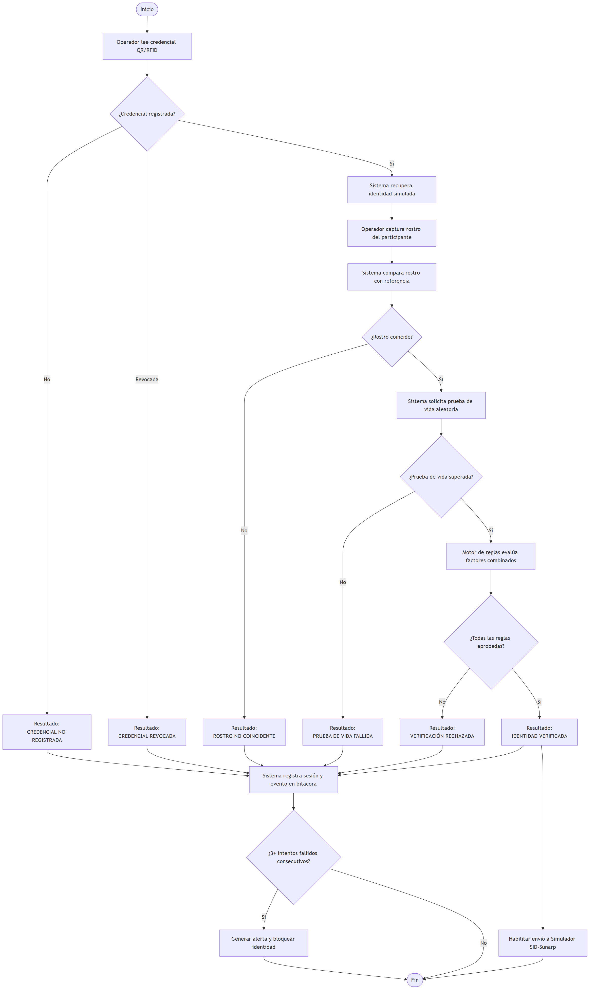 Inicio
Operador lee credencial
QR/RFID
¿Credencial registrada?
Sí
Sistema recupera
identidad simulada
Operador captura rostro
del participante
Sistema compara rostro
con referencia
¿Rostro coincide?
No
Revocada
Sí
Sistema solicita prueba de
vida aleatoria
¿Prueba de vida superada?
No
Sí
Motor de reglas evalúa
factores combinados
No
¿Todas las reglas
aprobadas?
No
Sí
Resultado:
CREDENCIAL NO
REGISTRADA
Resultado:
CREDENCIAL REVOCADA
Resultado:
ROSTRO NO COINCIDENTE
Resultado:
PRUEBA DE VIDA FALLIDA
Resultado:
VERIFICACIÓN RECHAZADA
Resultado:
IDENTIDAD VERIFICADA
Sistema registra sesión y
evento en bitácora
¿3+ intentos fallidos
consecutivos?
Sí
Generar alerta y bloquear
identidad
No
Habilitar envío a Simulador
SID-Sunarp
Fin